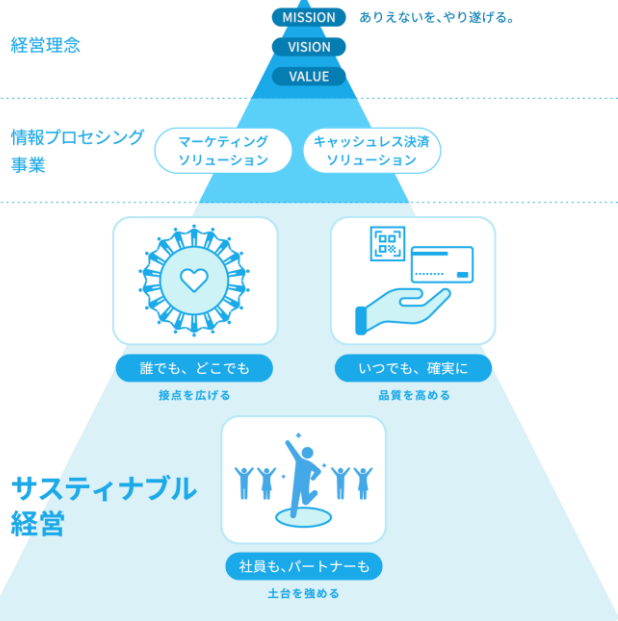 MISSION
ありえないを、やり遂げる。
経営理念
VISION
VALUE
情報プロセシング
事業
マーケティング
ソリューション
キャッシュレス決済
ソリューション
誰でも、どこでも
接点を広げる
いつでも、確実に
品質を高める
サスティナブル
経営
社員も、パートナーも
土台を強める